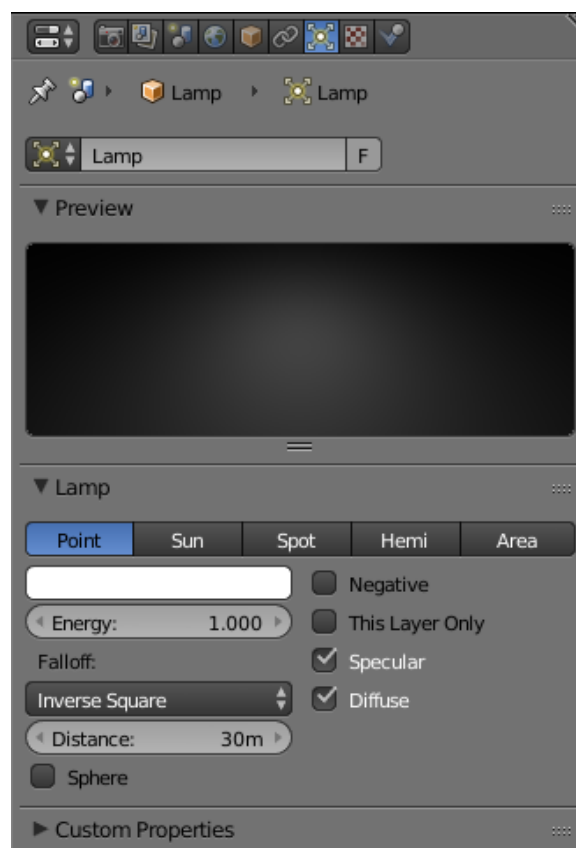 Lamp Lamp
Lamp F
Preview
Lamp
Point Sun Spot Hemi Area
Negative
Energy: 1.000 This Layer Only
Falloff: Specular
Inverse Square Diffuse
Distance: 30m
Sphere
Custom Properties